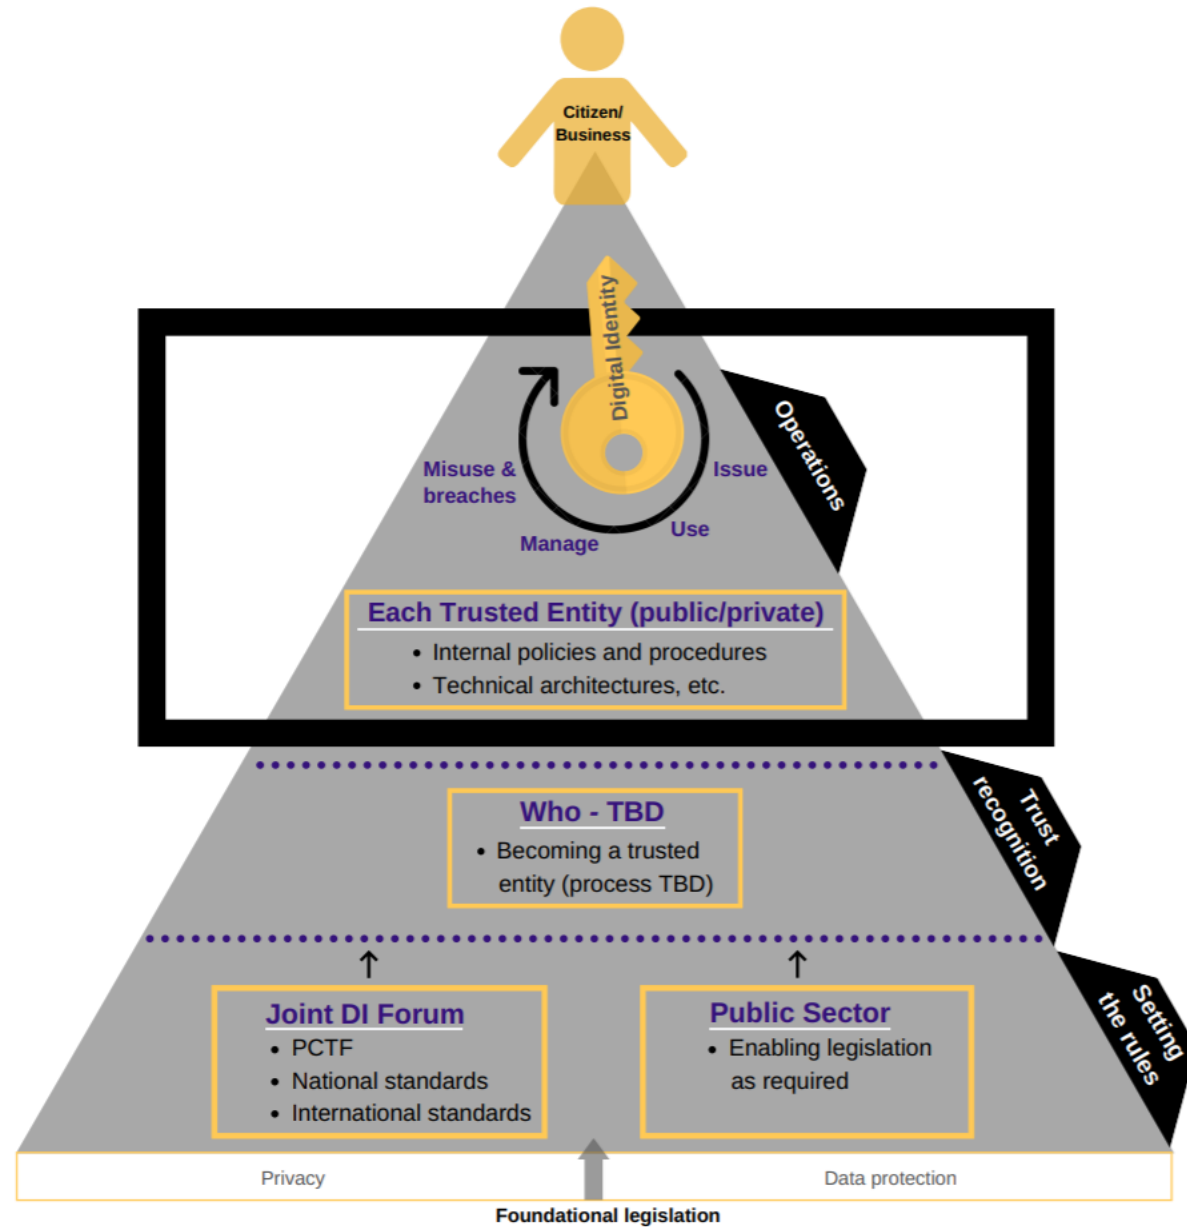 Citizen/
Business
Digital Identity
Operations
Misuse &
breaches
Issue
Use
Manage
Each Trusted Entity (public/private)
• Internal policies and procedures
• Technical architectures, etc.
Trust
recognition
Who - TBD
• Becoming a trusted
entity (process TBD)
Setting
the rules
Joint DI Forum
• PCTF
• National standards
• International standards
Public Sector
• Enabling legislation
as required
Privacy
Data protection
Foundational legislation